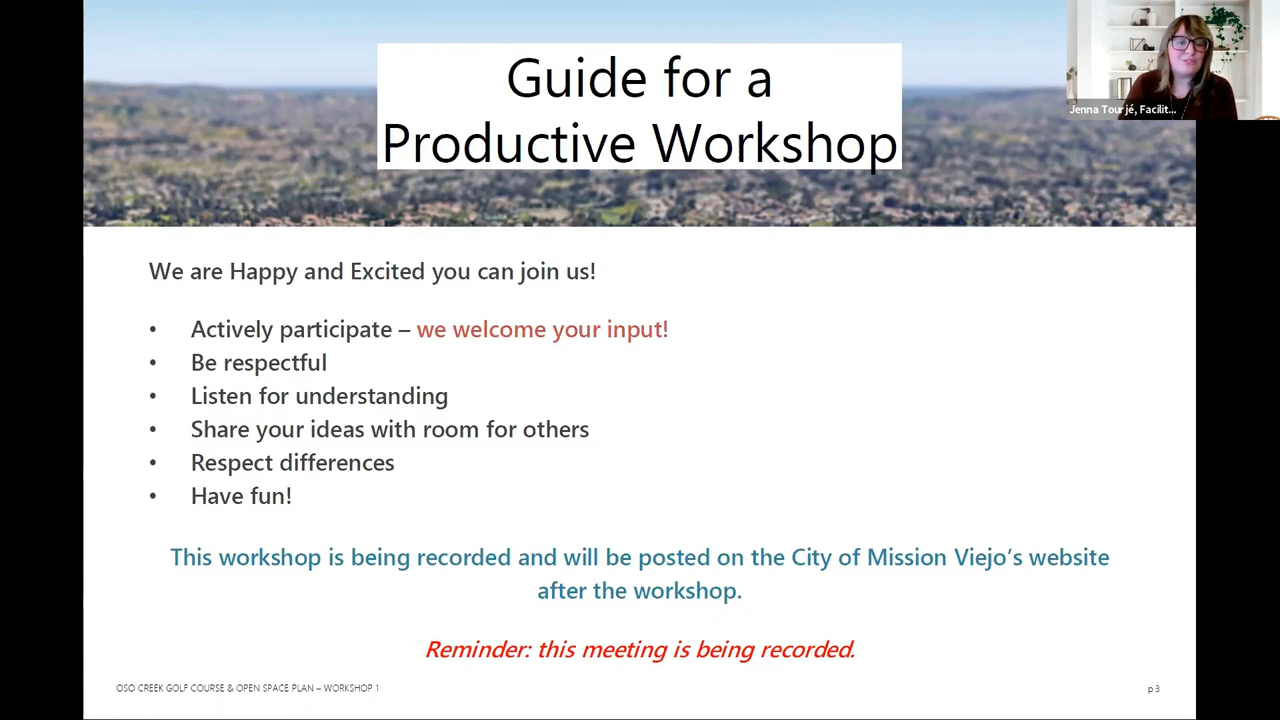 Guide for a
Productive Workshop
Jenna Tourjé, Facilit...
We are Happy and Excited you can join us!
• Actively participate – we welcome your input!
• Be respectful
• Listen for understanding
• Share your ideas with room for others
• Respect differences
• Have fun!
This workshop is being recorded and will be posted on the City of Mission Viejo's website
after the workshop.
Reminder: this meeting is being recorded.
OSO CREEK GOLF COURSE & OPEN SPACE PLAN – WORKSHOP 1
p 3